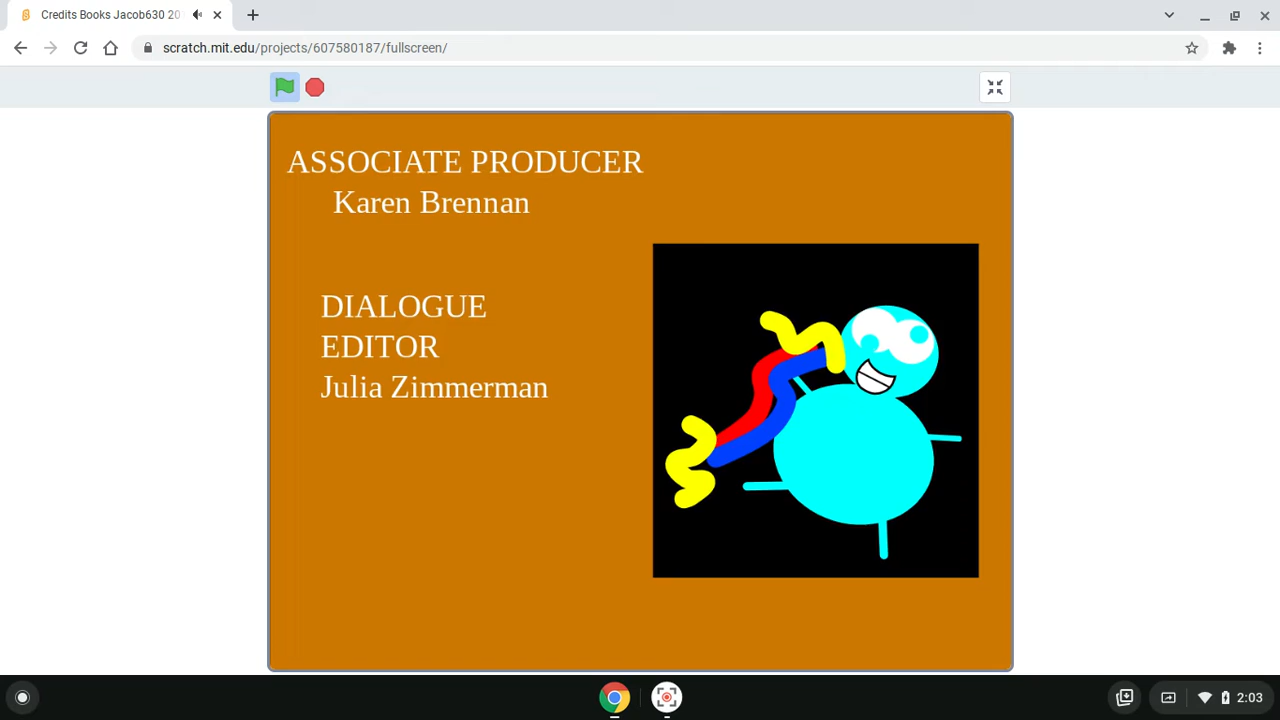 Credits Books Jacob630 20
scratch.mit.edu/projects/607580187/fullscreen/
ASSOCIATE PRODUCER
Karen Brennan
DIALOGUE
EDITOR
Julia Zimmerman
2:03